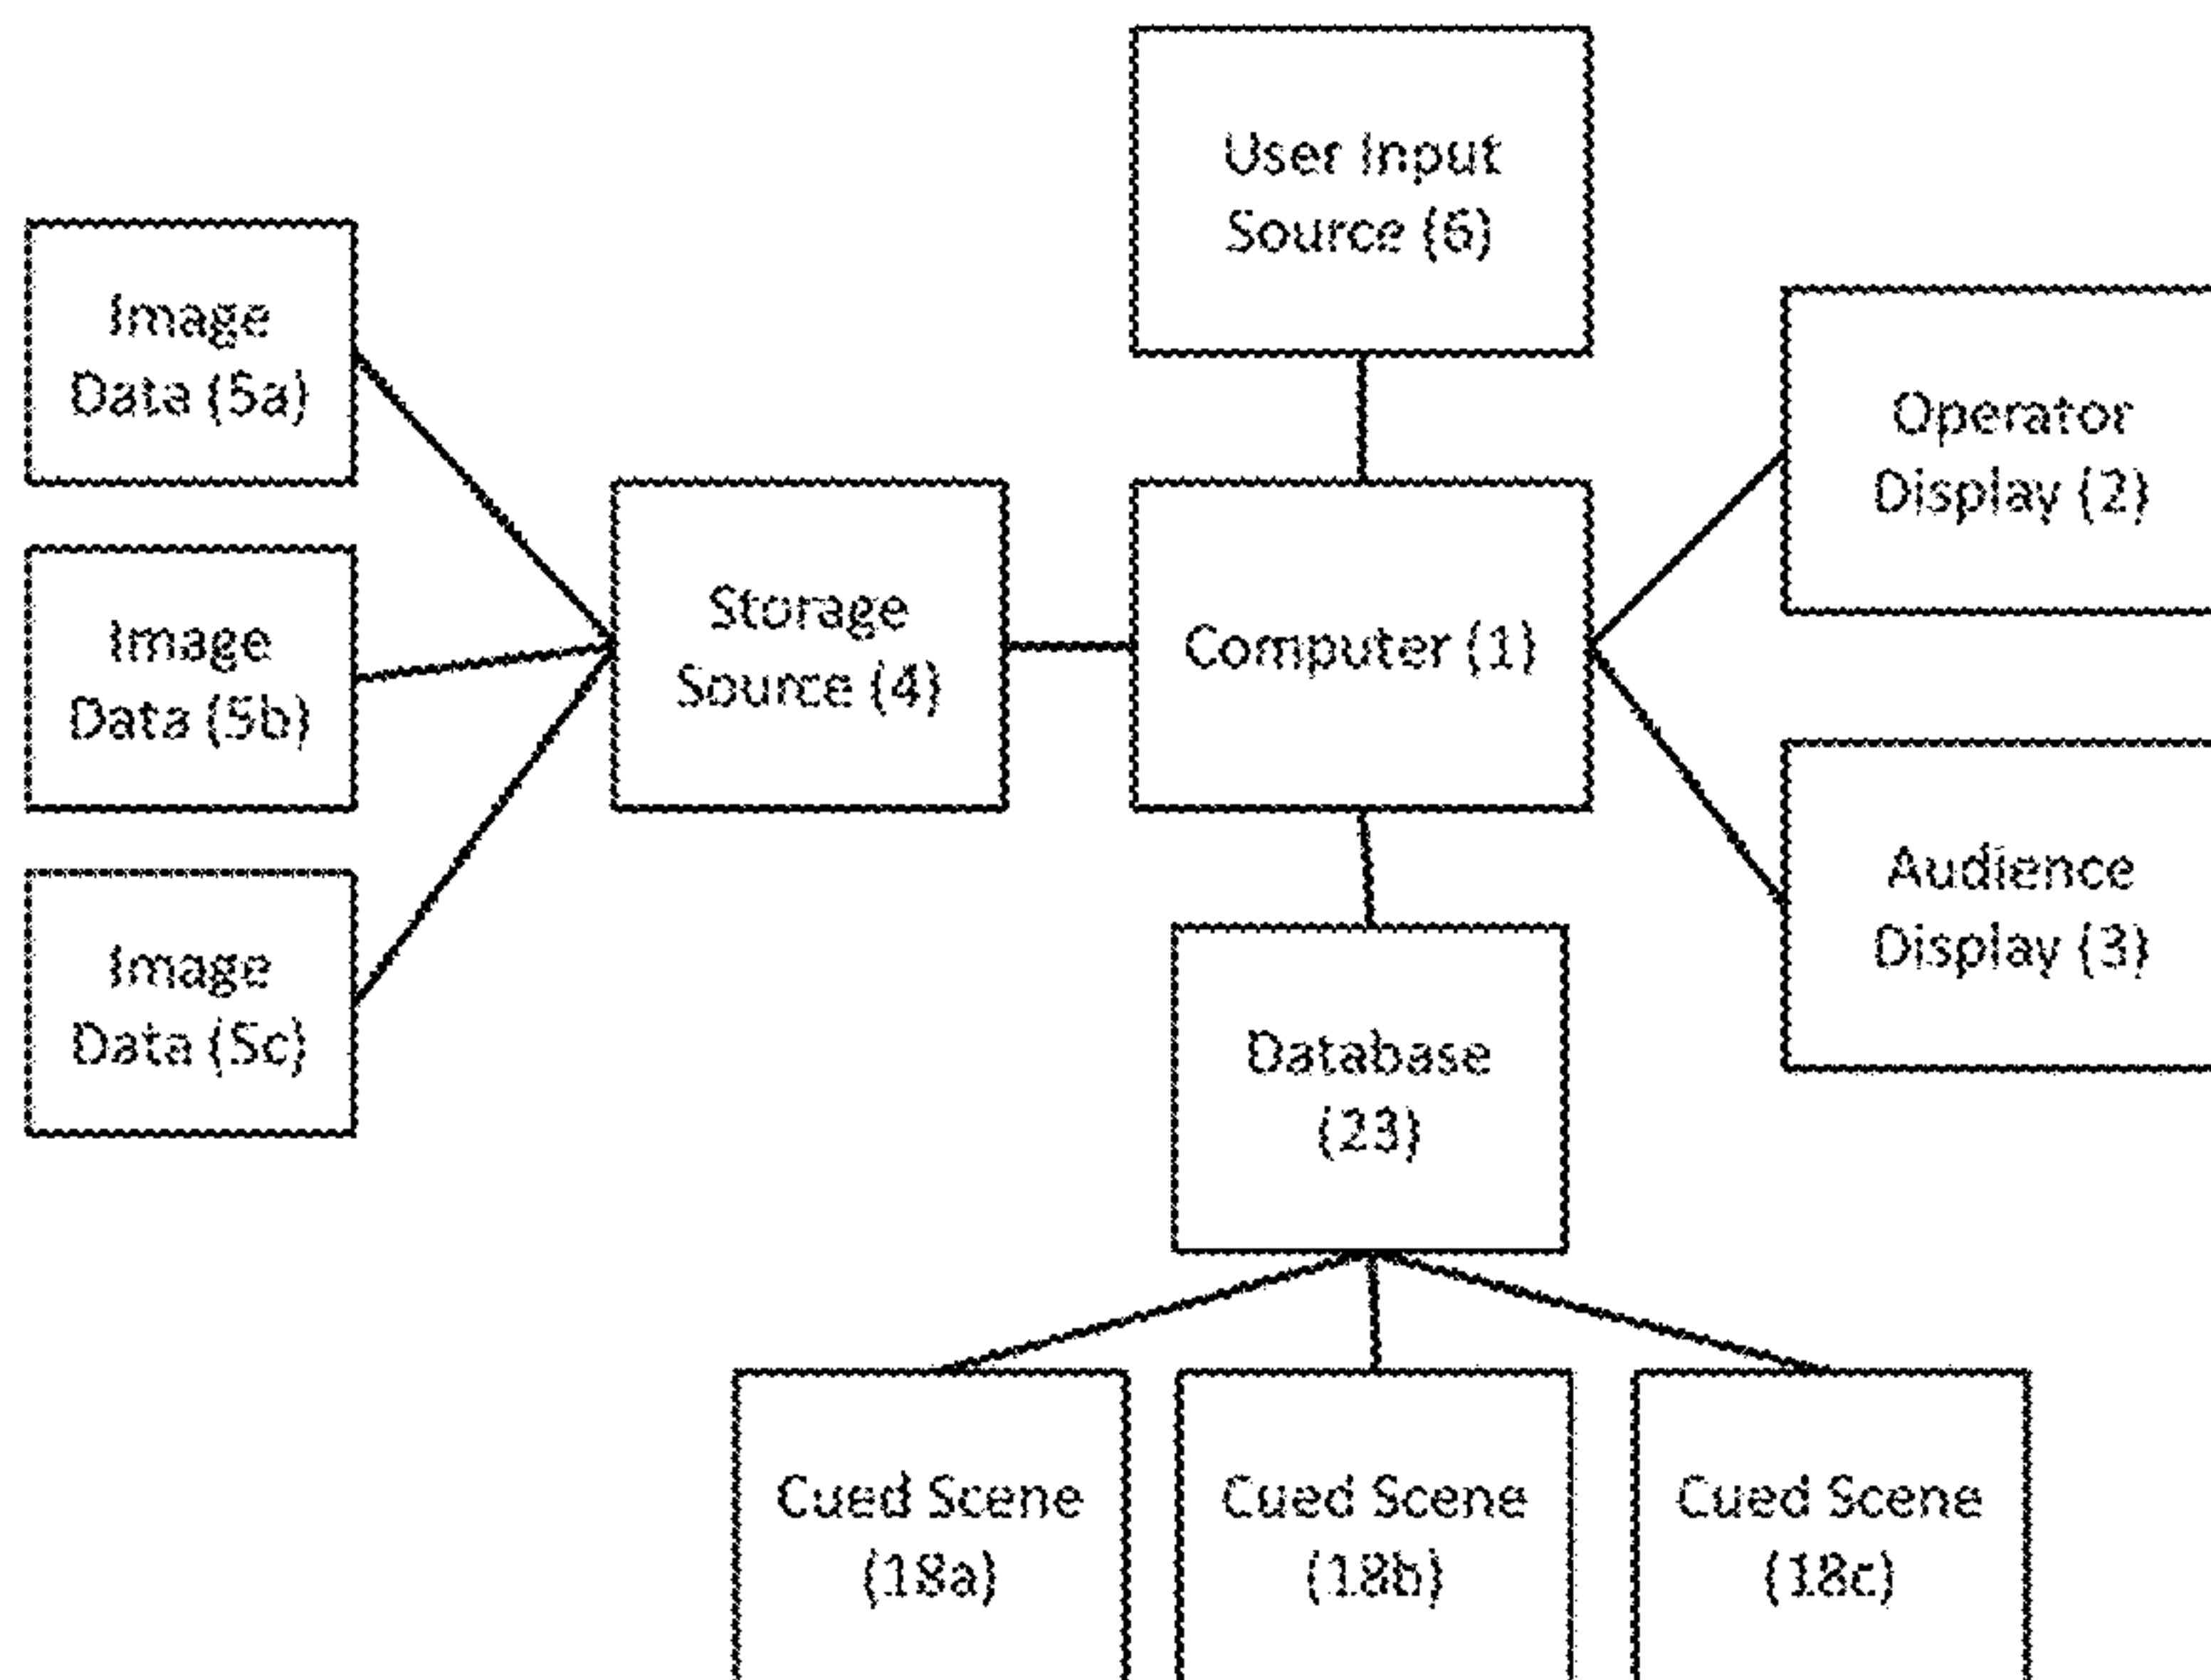 User Input
Source (6)
Image
Data (5a)
Operator
Display (2)
Image
Data (5b)
Storage
Source (4)
Computer (1)
Audience
Display (3)
Image
Data (5c)
Database
(23)
Cued Scene
(18a)
Cued Scene
(18b)
Cued Scene
(18c)